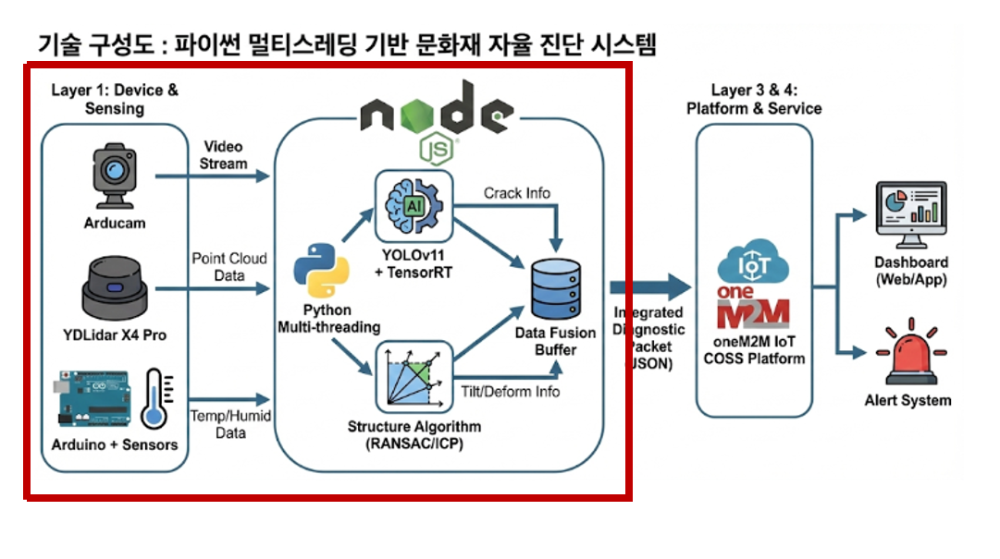 기술 구성도 : 파이썬 멀티스레딩 기반 문화재 자율 진단 시스템
Layer 1: Device &
Sensing
Arducam
YDLidar X4 Pro
Arduino + Sensors
Video
Stream
Point Cloud
Data
Temp/Humid
Data
node
JS
Python
Multi-threading
AI
YOLOv11
+ TensorRT
Structure Algorithm
(RANSAC/ICP)
Crack Info
Data Fusion
Buffer
Tilt/Deform Info
Integrated
Diagnostic
Packet
(JSON)
Layer 3 & 4:
Platform & Service
IoT
one
M2M
oneM2M IoT
COSS Platform
Dashboard
(Web/App)
Alert System